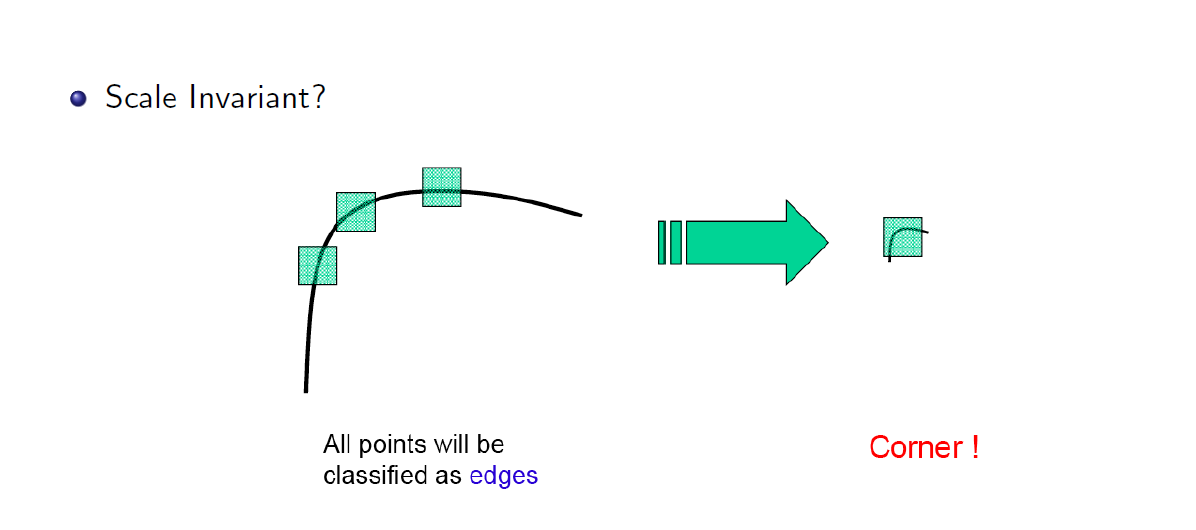 Scale Invariant?
All points will be
classified as edges
Corner !